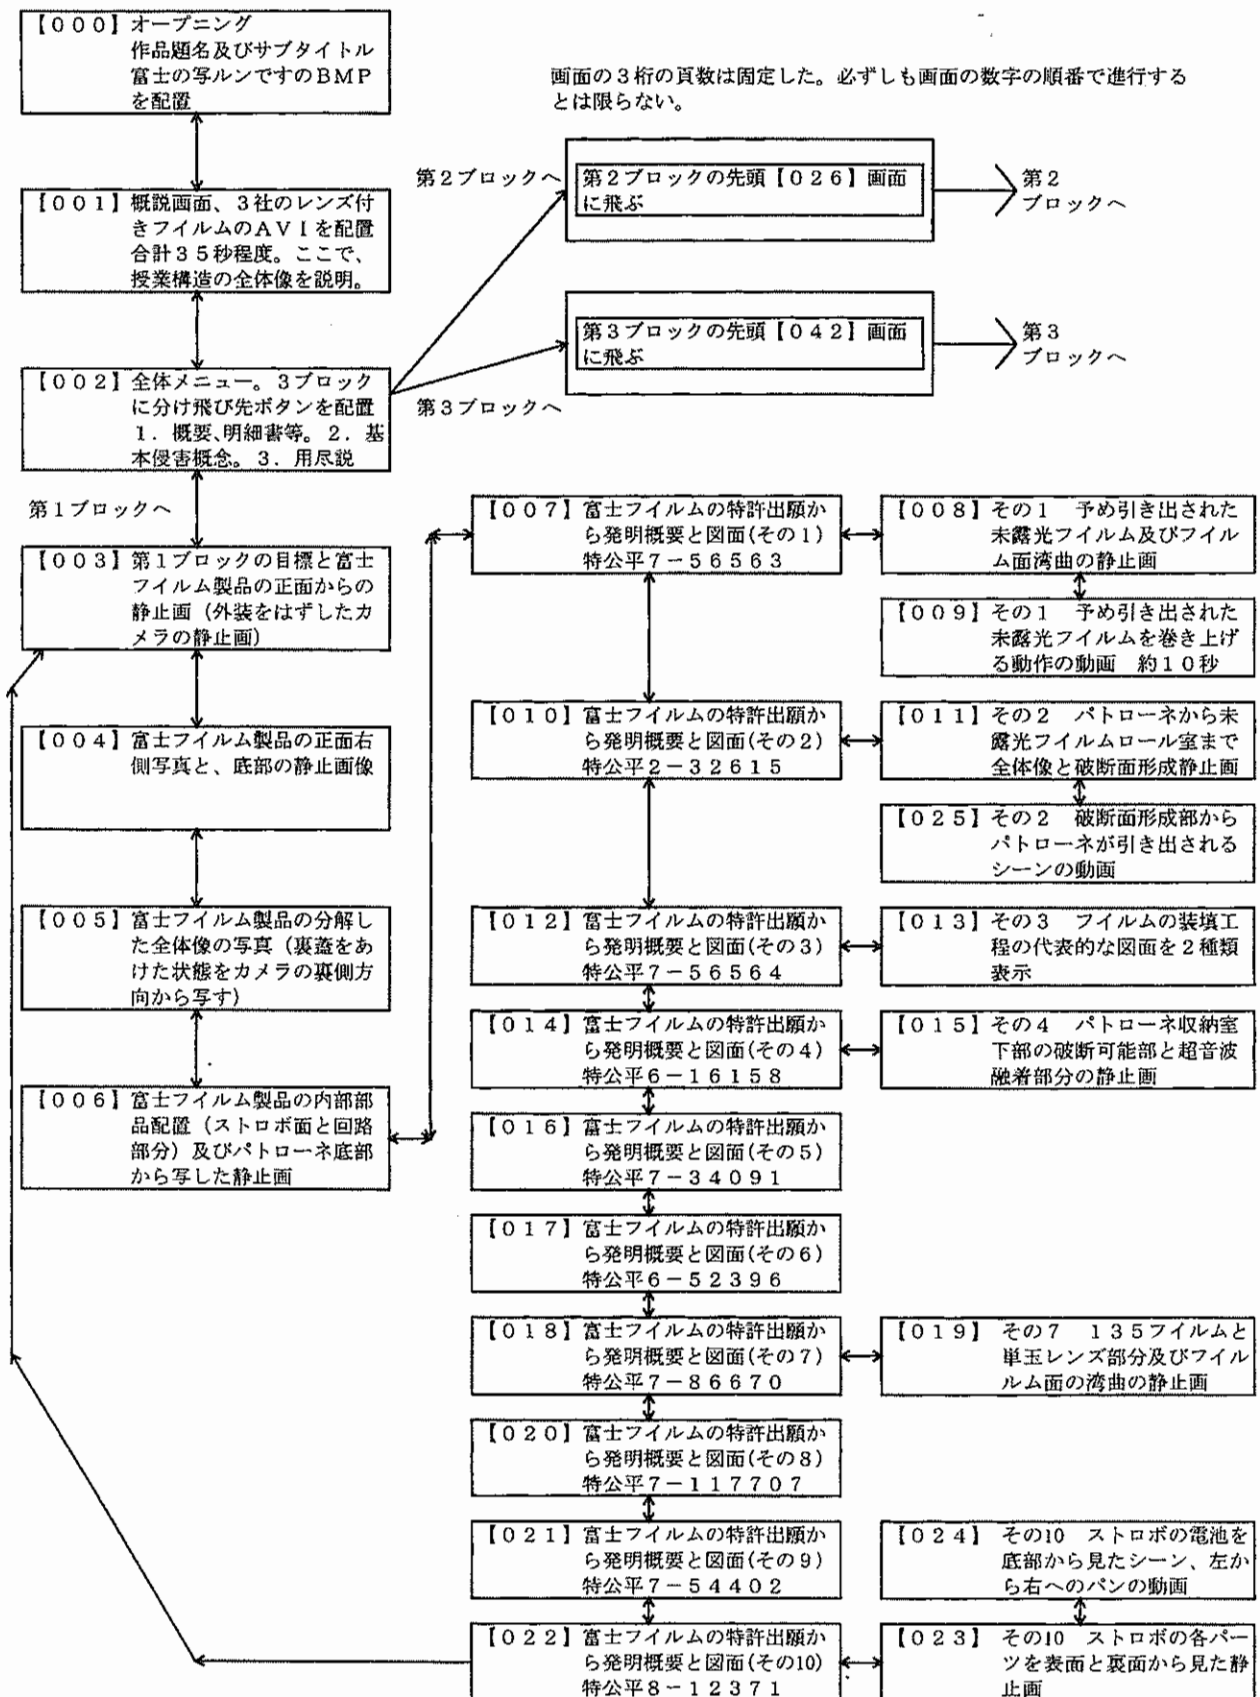 【000】オープニング
作品題名及びサブタイトル
富士の写ルンですのBMP
を配置
画面の3桁の頁数は固定した。必ずしも画面の数字の順番で進行する
とは限らない。
【001】概説画面、3社のレンズ付
きフイルムのAVIを配置
合計35秒程度。ここで、
授業構造の全体像を説明。
第2ブロックへ
第2ブロックの先頭【026】画面
に飛ぶ
第2
ブロックへ
第3ブロックの先頭【042】画面
に飛ぶ
第3
ブロックへ
【002】全体メニュー。3ブロック
に分け飛び先ボタンを配置
1.概要、明細書等。2.基
本侵害概念。3.用尽説
第3ブロックへ
第1ブロックへ
【003】第1ブロックの目標と富士
フイルム製品の正面からの
静止画(外装をはずしたカ
メラの静止画)
【004】富士フイルム製品の正面右
側写真と、底部の静止画像
【005】富士フイルム製品の分解し
た全体像の写真(裏蓋をあ
けた状態をカメラの裏側方
向から写す)
【006】富士フイルム製品の内部部
品配置(ストロボ面と回路
部分)及びパトローネ底部
から写した静止画
【007】富士フイルムの特許出願か
ら発明概要と図面(その1)
特公平7-56563
【008】その1 予め引き出された
未露光フイルム及びフイル
ム面湾曲の静止画
【009】その1 予め引き出された
未露光フイルムを巻き上げ
る動作の動画 約10秒
【010】富士フイルムの特許出願か
ら発明概要と図面(その2)
特公平2-32615
【011】その2 パトローネから未
露光フイルムロール室まで
全体像と破断面形成静止画
【025】その2 破断面形成部から
パトローネが引き出される
シーンの動画
【012】富士フイルムの特許出願か
ら発明概要と図面(その3)
特公平7-56564
【013】その3 フイルムの装填工
程の代表的な図面を2種類
表示
【014】富士フイルムの特許出願か
ら発明概要と図面(その4)
特公平6-16158
【015】その4 パトローネ収納室
下部の破断可能部と超音波
融着部分の静止画
【016】富士フイルムの特許出願か
ら発明概要と図面(その5)
特公平7-34091
【017】富士フイルムの特許出願か
ら発明概要と図面(その6)
特公平6-52396
【018】富士フイルムの特許出願か
ら発明概要と図面(その7)
特公平7-86670
【019】その7 135フイルムと
単玉レンズ部分及びフイル
ルム面の湾曲の静止画
【020】富士フイルムの特許出願か
ら発明概要と図面(その8)
特公平7-117707
【021】富士フイルムの特許出願か
ら発明概要と図面(その9)
特公平7-54402
【024】その10 ストロボの電池を
底部から見たシーン、左か
ら右へのパンの動画
【022】富士フイルムの特許出願か
ら発明概要と図面(その10)
特公平8-12371
【023】その10 ストロボの各パー
ツを表面と裏面から見た静
止画